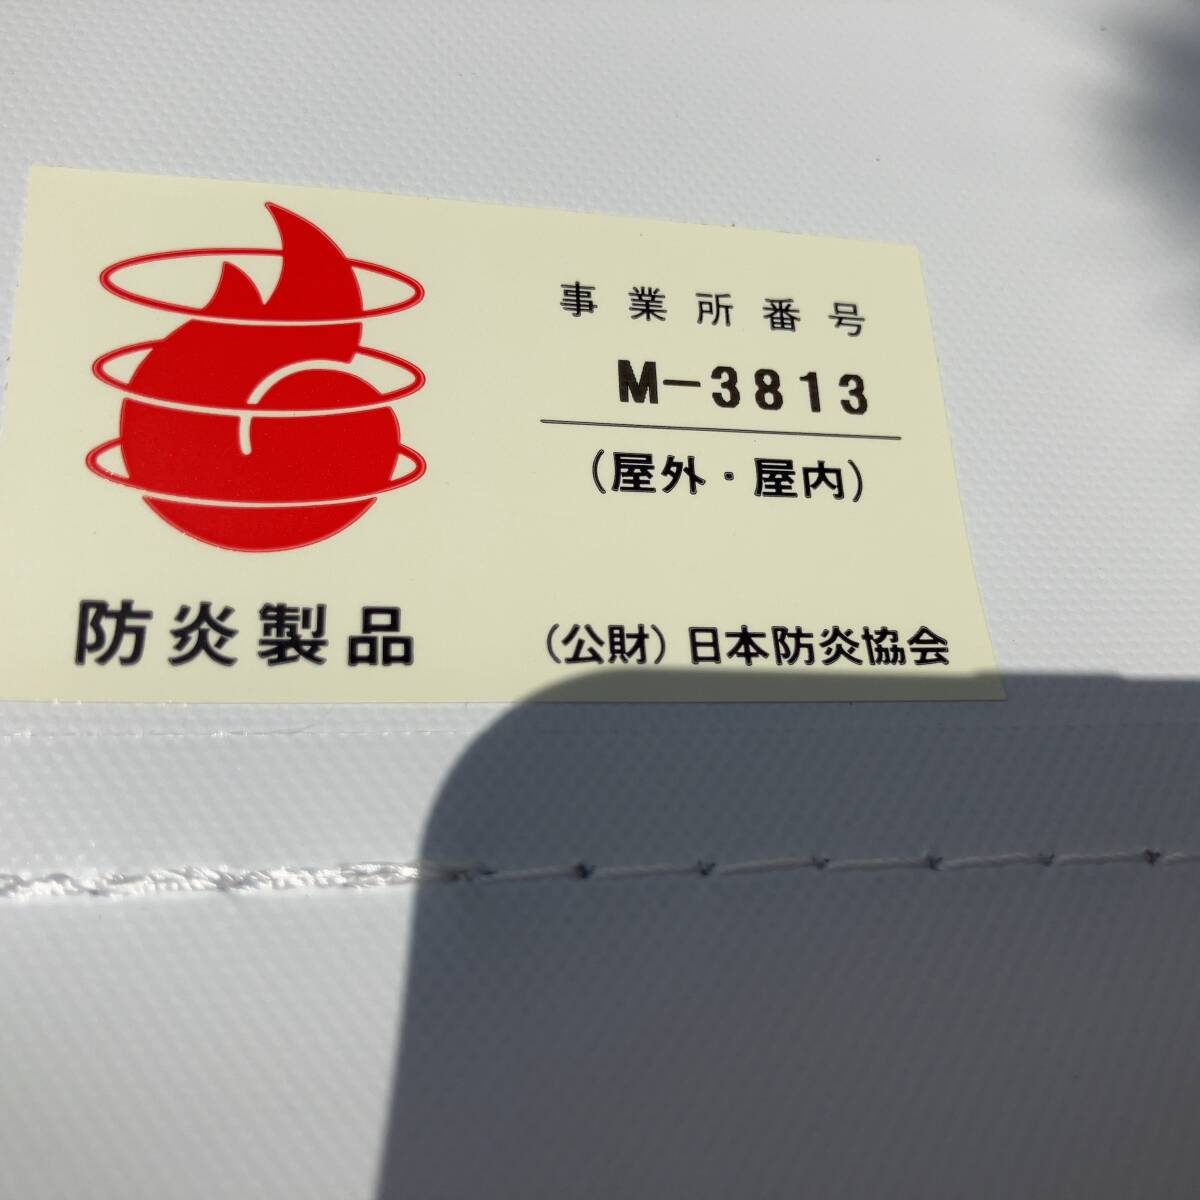 事業所番号
M-3813
(屋外・屋内)
防炎製品
(公財)日本防炎協会